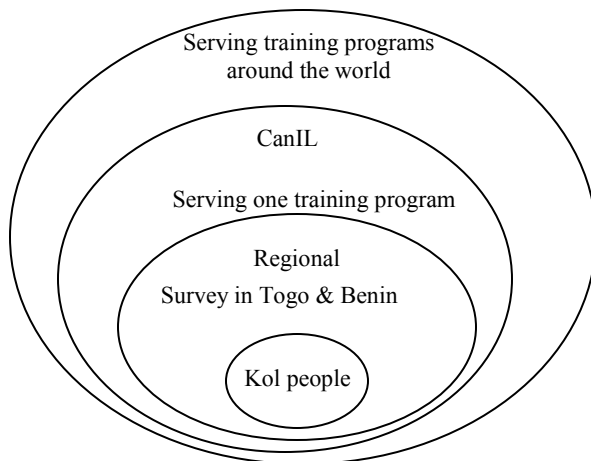 Serving training programs
around the world
CanIL
Serving one training program
Regional
Survey in Togo & Benin
Kol people